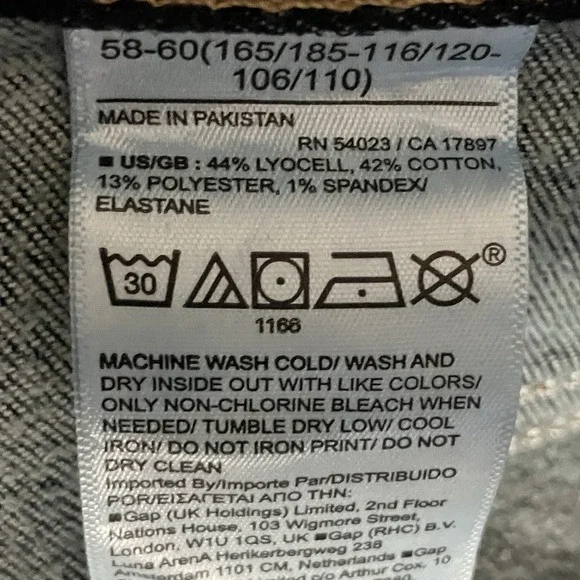 58-60(165/185-116/120-
106/110)
MADE IN PAKISTAN
RN 54023 / CA 17897
■ US/GB : 44% LYOCELL, 42% COTTON,
13% POLYESTER, 1% SPANDEX/
ELASTANE
30
®
1166
MACHINE WASH COLD/ WASH AND
DRY INSIDE OUT WITH LIKE COLORS/
ONLY NON-CHLORINE BLEACH WHEN
NEEDED/ TUMBLE DRY LOW/ COOL
IRON/ DO NOT IRON PRINT/ DO NOT
DRY CLEAN
Imported By/Importe Par/DISTRIBUIDO
POR/ΕΙΣΑΓΕΤΑΙ ΑΠΟ ΤΗΝ:
■Gap (UK Holdings) Limited, 2nd Floor
Nations House, 103 Wigmore Street,
London, W1U 1QS, UK ■Gap (RHC) B.V.
Luna ArenA Herikerbergweg 238
Amsterdam 1101 CM, Netherlands ■Gap
c/o Arthur Cox, 10